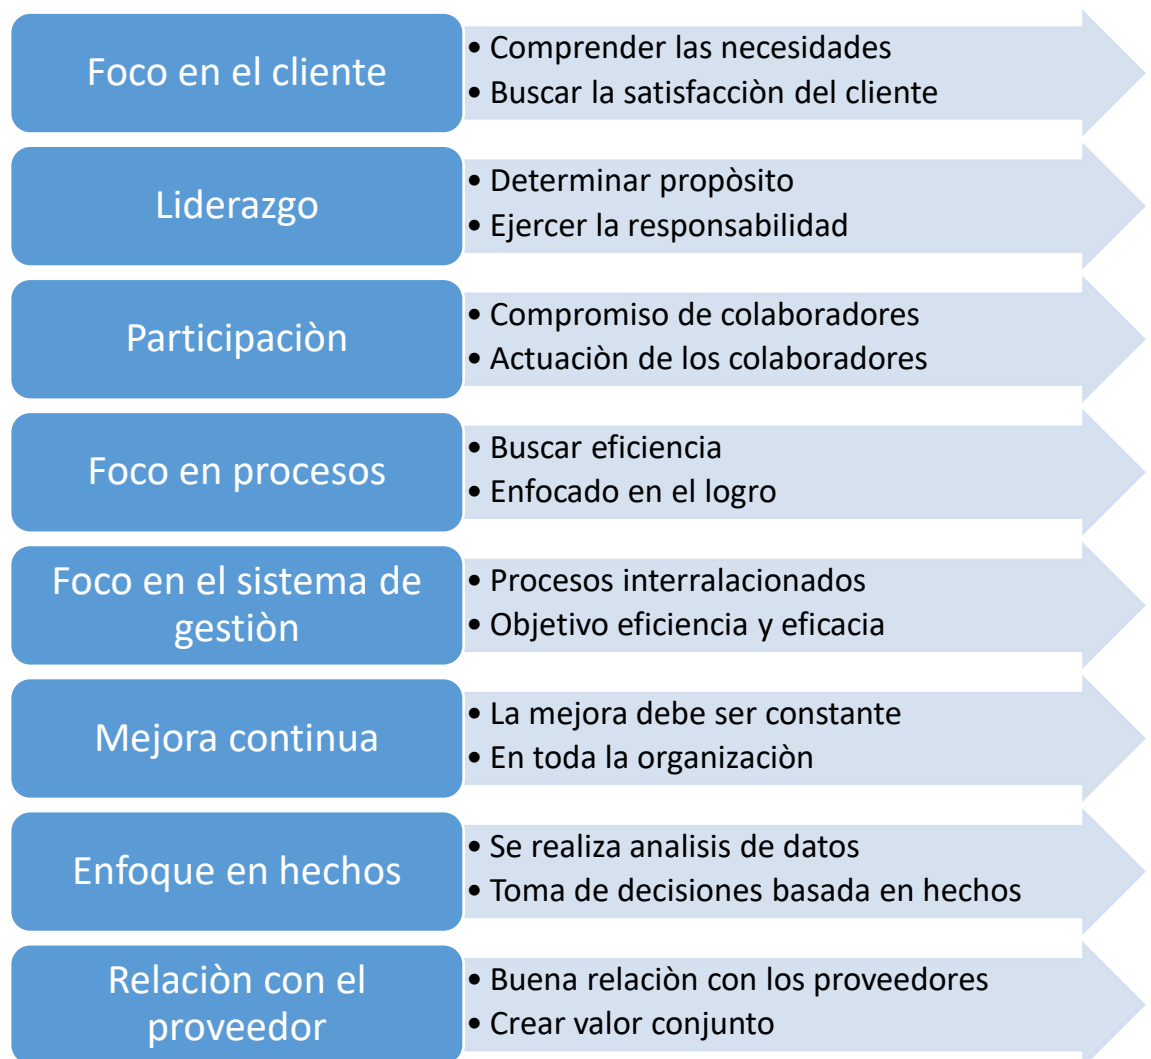 Foco en el cliente
• Comprender las necesidades
• Buscar la satisfacciòn del cliente
Liderazgo
• Determinar propòsito
• Ejercer la responsabilidad
Participaciòn
• Compromiso de colaboradores
• Actuaciòn de los colaboradores
Foco en procesos
• Buscar eficiencia
• Enfocado en el logro
Foco en el sistema de
gestiòn
• Procesos interralacionados
• Objetivo eficiencia y eficacia
Mejora continua
• La mejora debe ser constante
• En toda la organizaciòn
Enfoque en hechos
• Se realiza analisis de datos
• Toma de decisiones basada en hechos
Relaciòn con el
proveedor
• Buena relaciòn con los proveedores
• Crear valor conjunto